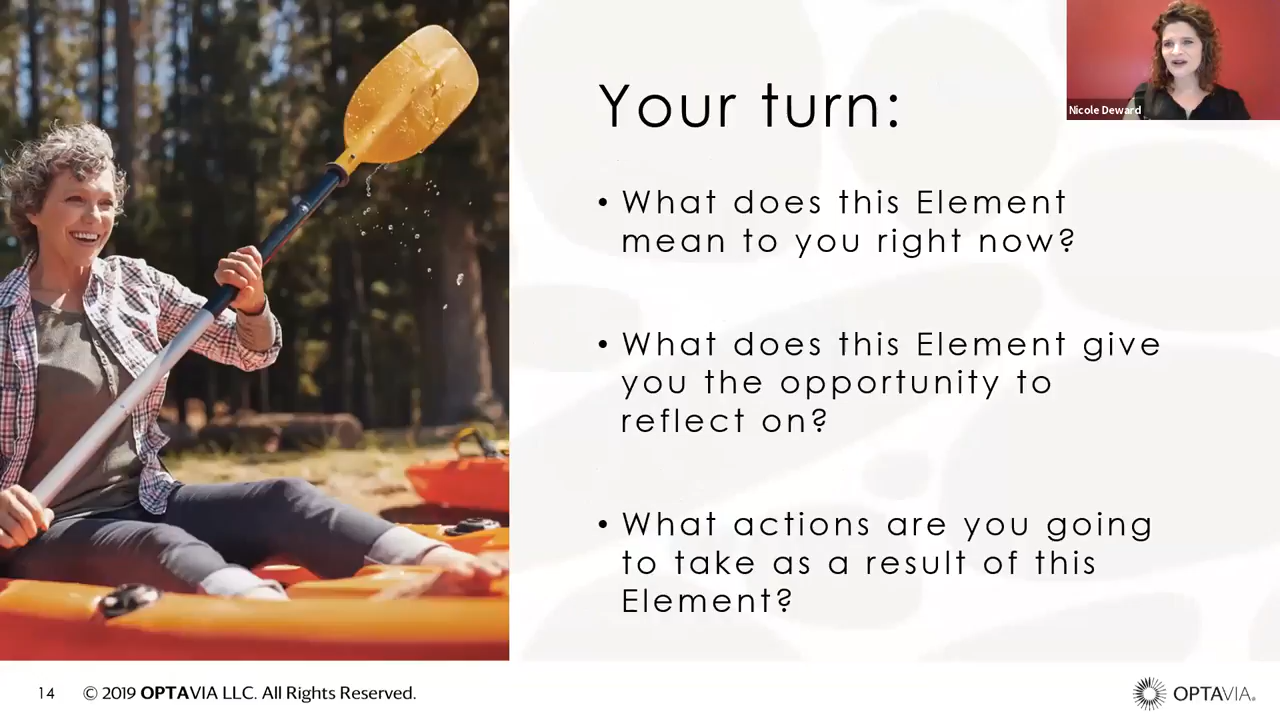 Your turn:
Nicole Deward
• What does this Element
mean to you right now?
• What does this Element give
you the opportunity to
reflect on?
• What actions are you going
to take as a result of this
Element?
14 © 2019 OPTAVIA LLC. All Rights Reserved.
OPTAVIA®